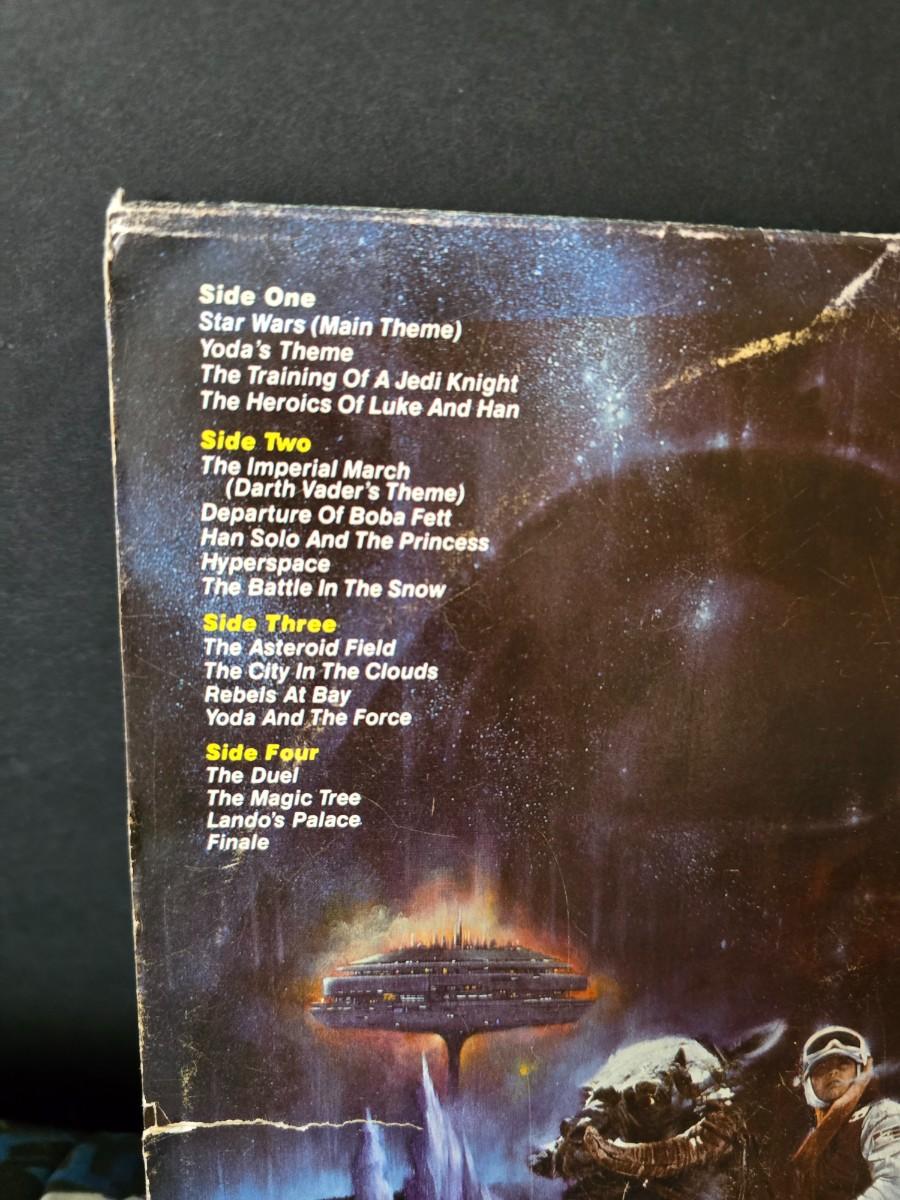 Side One
Star Wars (Main Theme)
Yoda's Theme
The Training Of A Jedi Knight
The Heroics Of Luke And Han
Side Two
The Imperial March
(Darth Vader's Theme)
Departure Of Boba Fett
Han Solo And The Princess
Hyperspace
The Battle In The Snow
Side Three
The Asteroid Field
The City In The Clouds
Rebels At Bay
Yoda And The Force
Side Four
The Duel
The Magic Tree
Lando's Palace
Finale